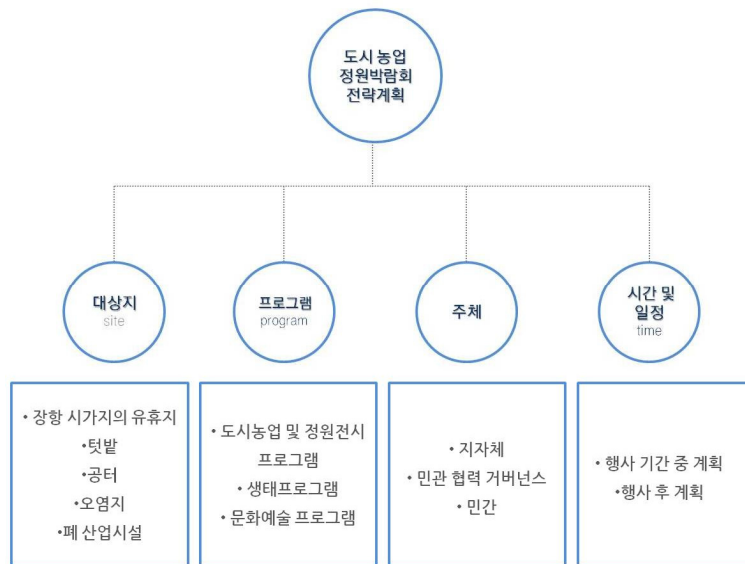 도시 농업
정원박람회
전략계획
대상지
site
프로그램
program
주체
시간 및
일정
time
• 장항 시가지의 유휴지
•텃밭
•공터
•오염지
•폐 산업시설
• 도시농업 및 정원전시
프로그램
• 생태프로그램
• 문화예술 프로그램
• 지자체
• 민관 협력 거버넌스
• 민간
• 행사 기간 중 계획
•행사 후 계획